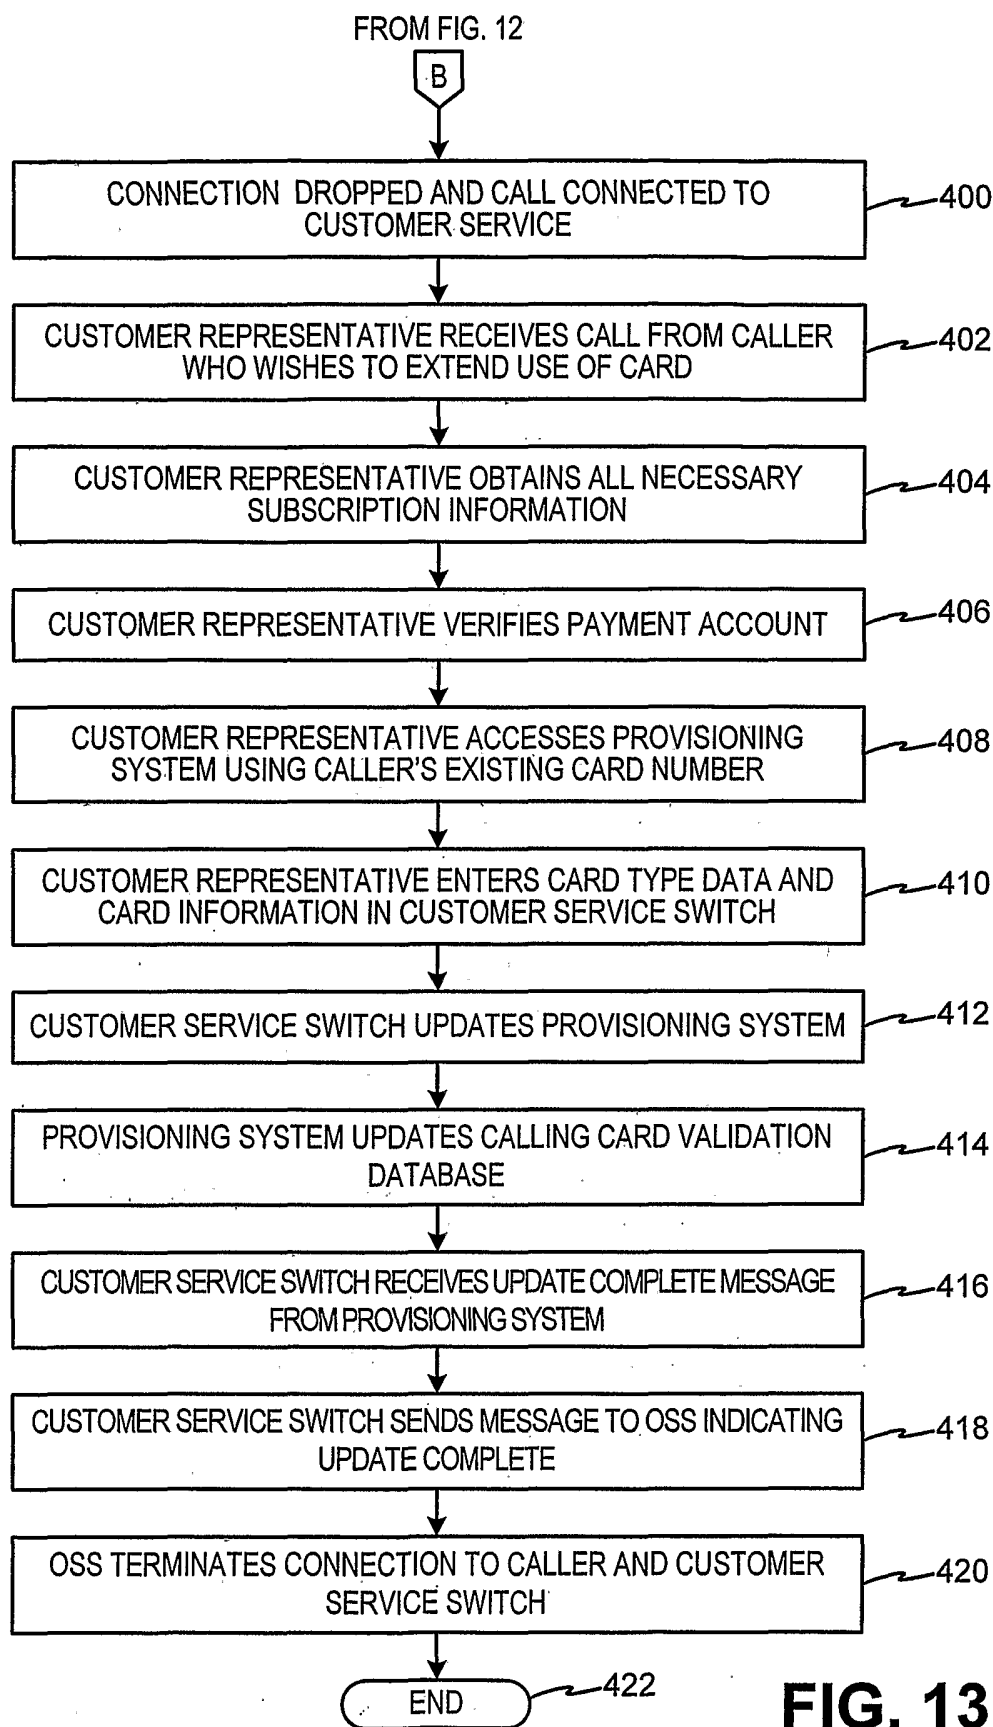 FROM FIG. 12
B
CONNECTION DROPPED AND CALL CONNECTED TO
CUSTOMER SERVICE
400
CUSTOMER REPRESENTATIVE RECEIVES CALL FROM CALLER
WHO WISHES TO EXTEND USE OF CARD
402
CUSTOMER REPRESENTATIVE OBTAINS ALL NECESSARY
SUBSCRIPTION INFORMATION
404
CUSTOMER REPRESENTATIVE VERIFIES PAYMENT ACCOUNT
406
CUSTOMER REPRESENTATIVE ACCESSES PROVISIONING
SYSTEM USING CALLER'S EXISTING CARD NUMBER
408
CUSTOMER REPRESENTATIVE ENTERS CARD TYPE DATA AND
CARD INFORMATION IN CUSTOMER SERVICE SWITCH
410
CUSTOMER SERVICE SWITCH UPDATES PROVISIONING SYSTEM
412
PROVISIONING SYSTEM UPDATES CALLING CARD VALIDATION
DATABASE
414
CUSTOMER SERVICE SWITCH RECEIVES UPDATE COMPLETE MESSAGE
FROM PROVISIONING SYSTEM
416
CUSTOMER SERVICE SWITCH SENDS MESSAGE TO OSS INDICATING
UPDATE COMPLETE
418
OSS TERMINATES CONNECTION TO CALLER AND CUSTOMER
SERVICE SWITCH
420
END
422
FIG. 13